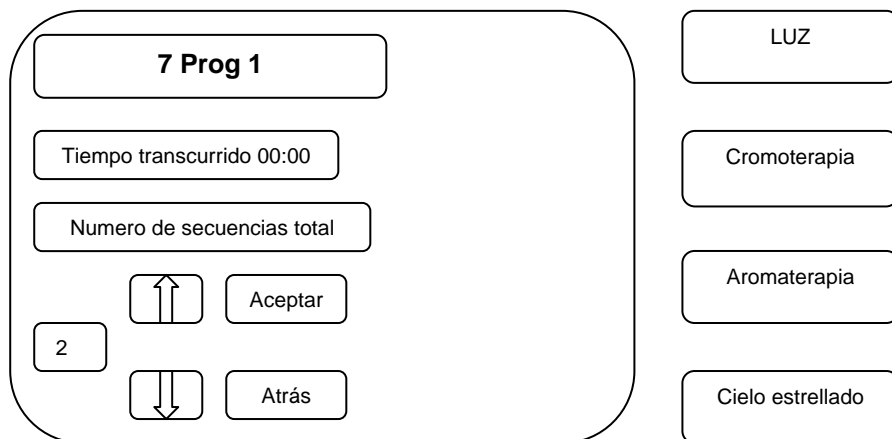 7 Prog 1
Tiempo transcurrido 00:00
Numero de secuencias total
Aceptar
2
Atrás
LUZ
Cromoterapia
Aromaterapia
Cielo estrellado